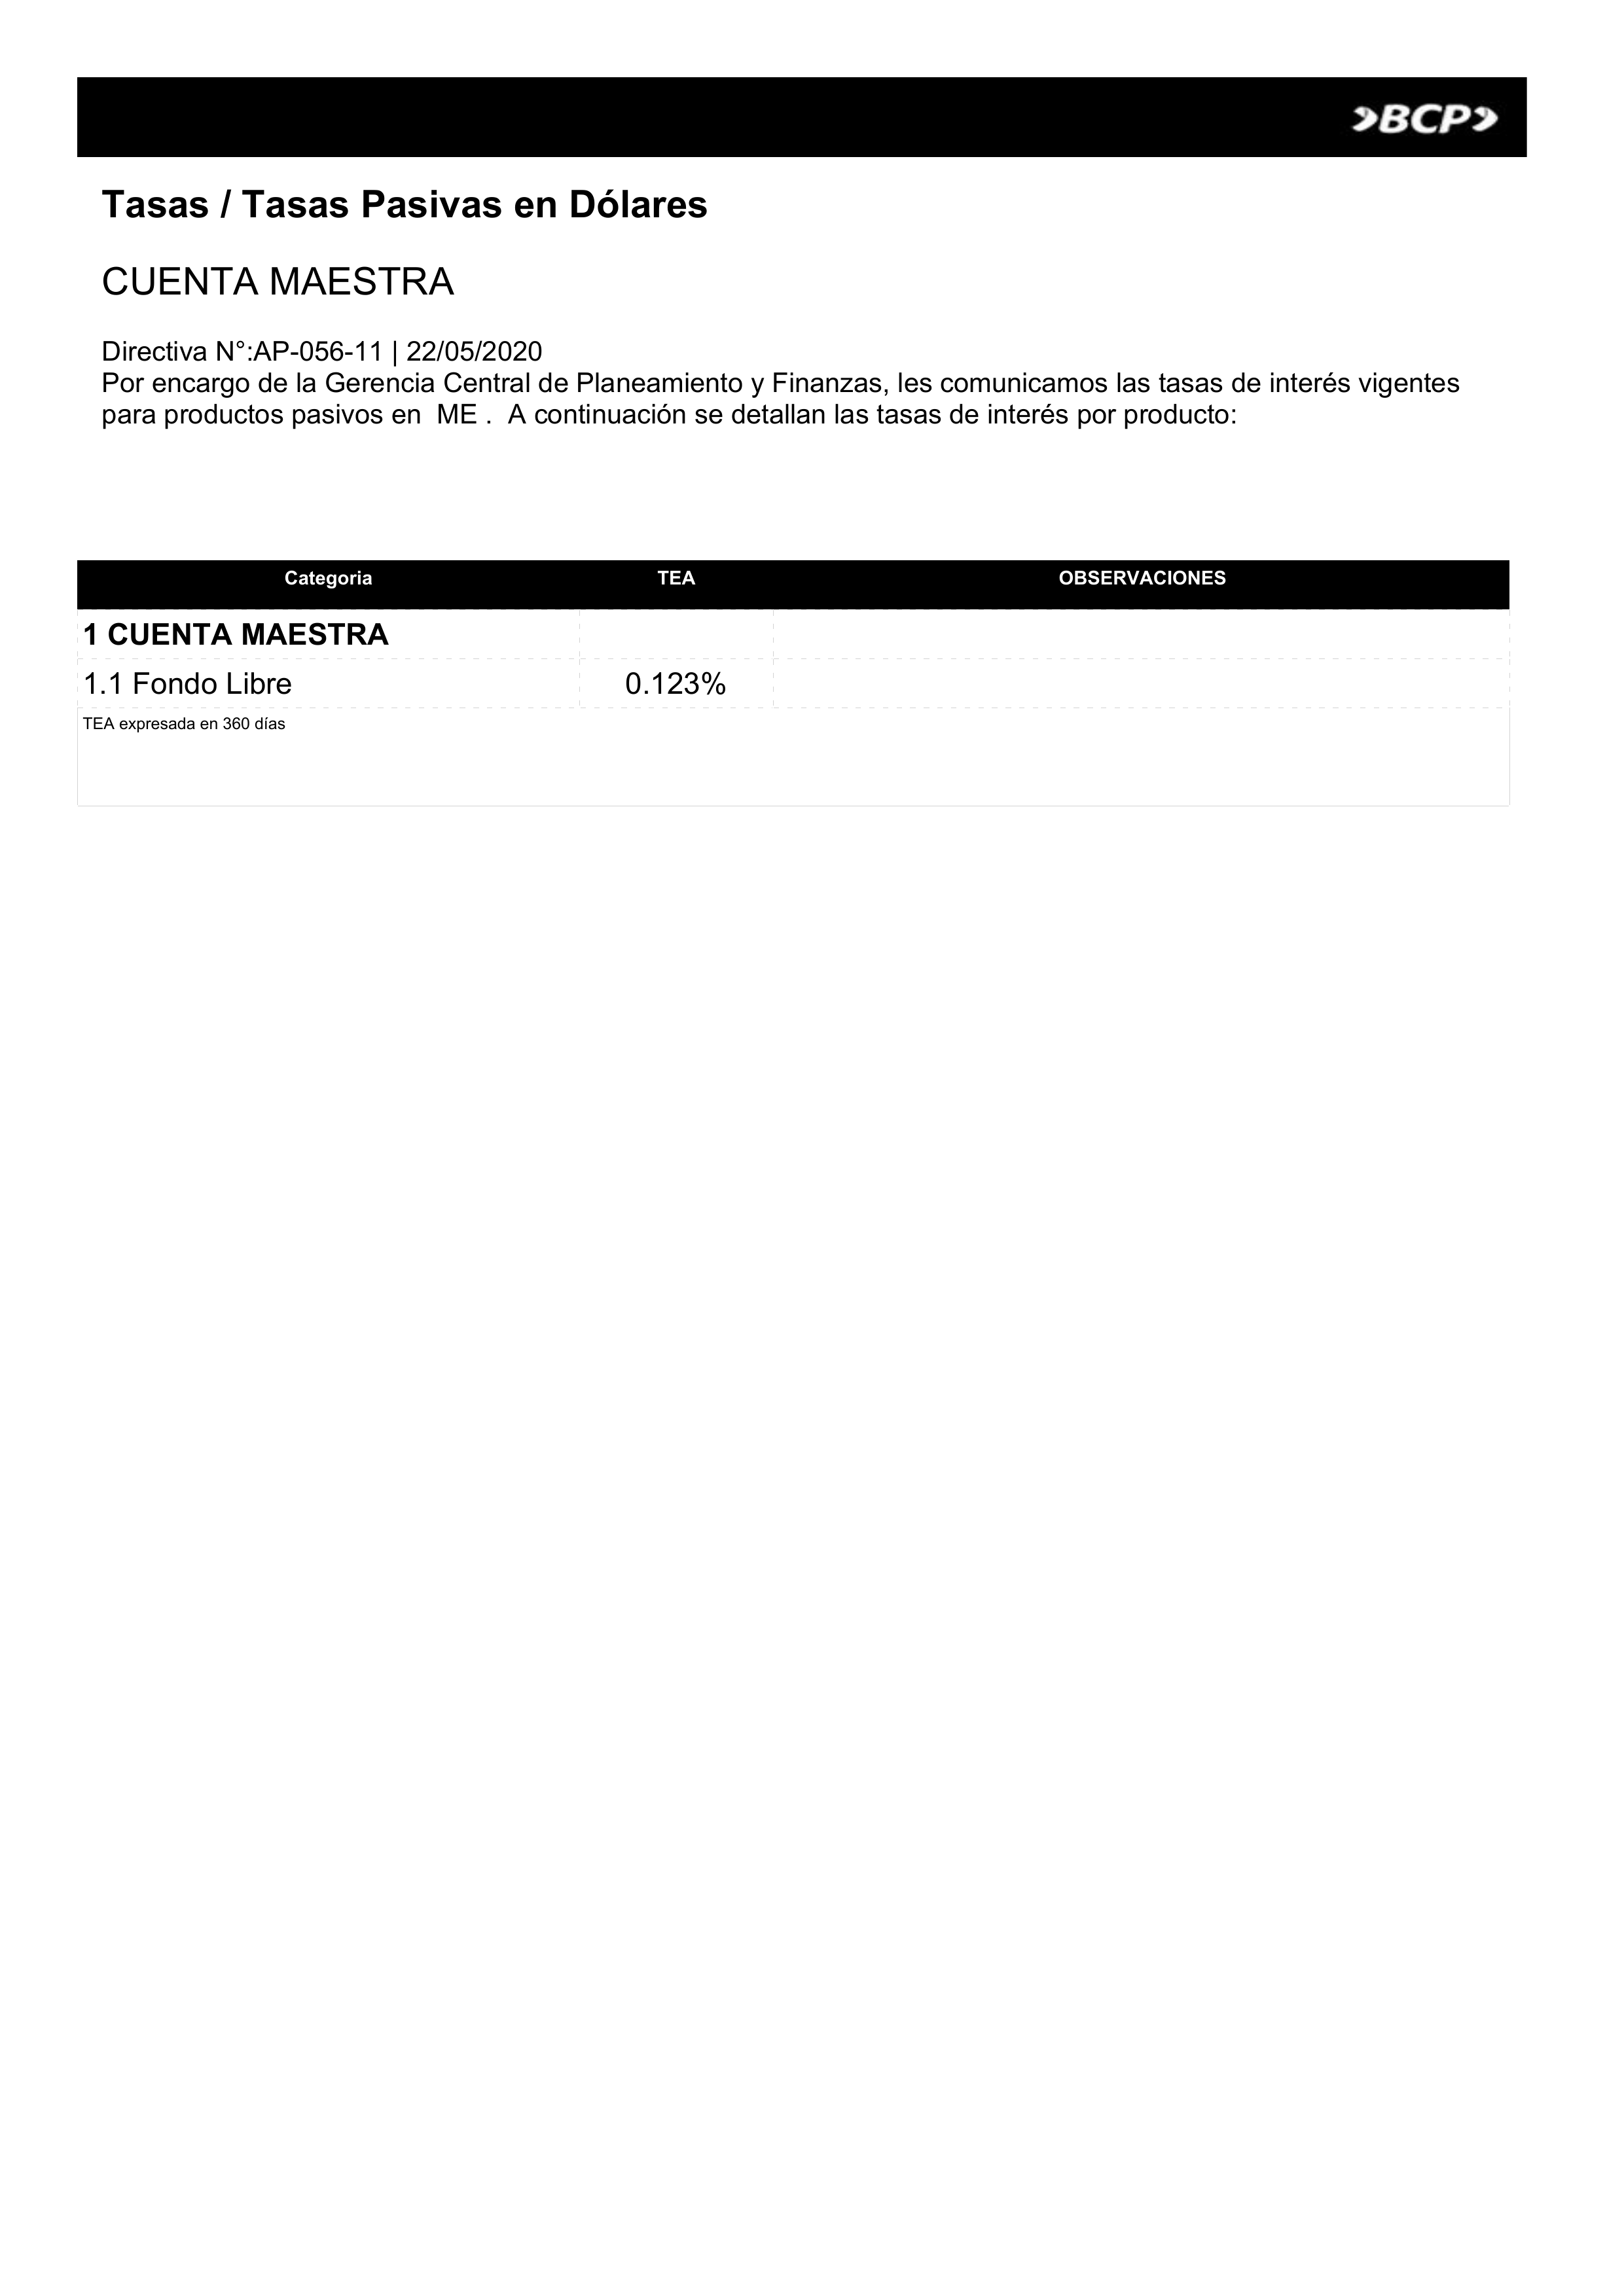 BCP
Tasas / Tasas Pasivas en Dólares
CUENTA MAESTRA
Directiva N°:AP-056-11 | 22/05/2020
Por encargo de la Gerencia Central de Planeamiento y Finanzas, les comunicamos las tasas de interés vigentes
para productos pasivos en  ME .  A continuación se detallan las tasas de interés por producto:
Categoria TEA OBSERVACIONES
1 CUENTA MAESTRA
1.1 Fondo Libre 0.123%
TEA expresada en 360 días